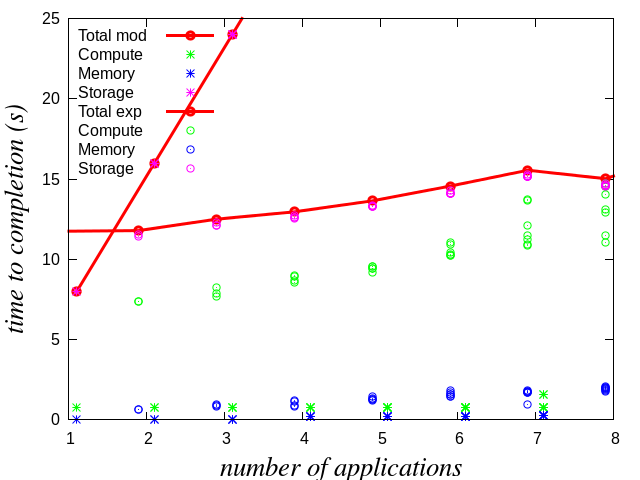 25
20
15
10
5
0
time to completion (s)
Total mod
Compute
Memory
Storage
Total exp
Compute
Memory
Storage
1 2 3 4 5 6 7 8
number of applications